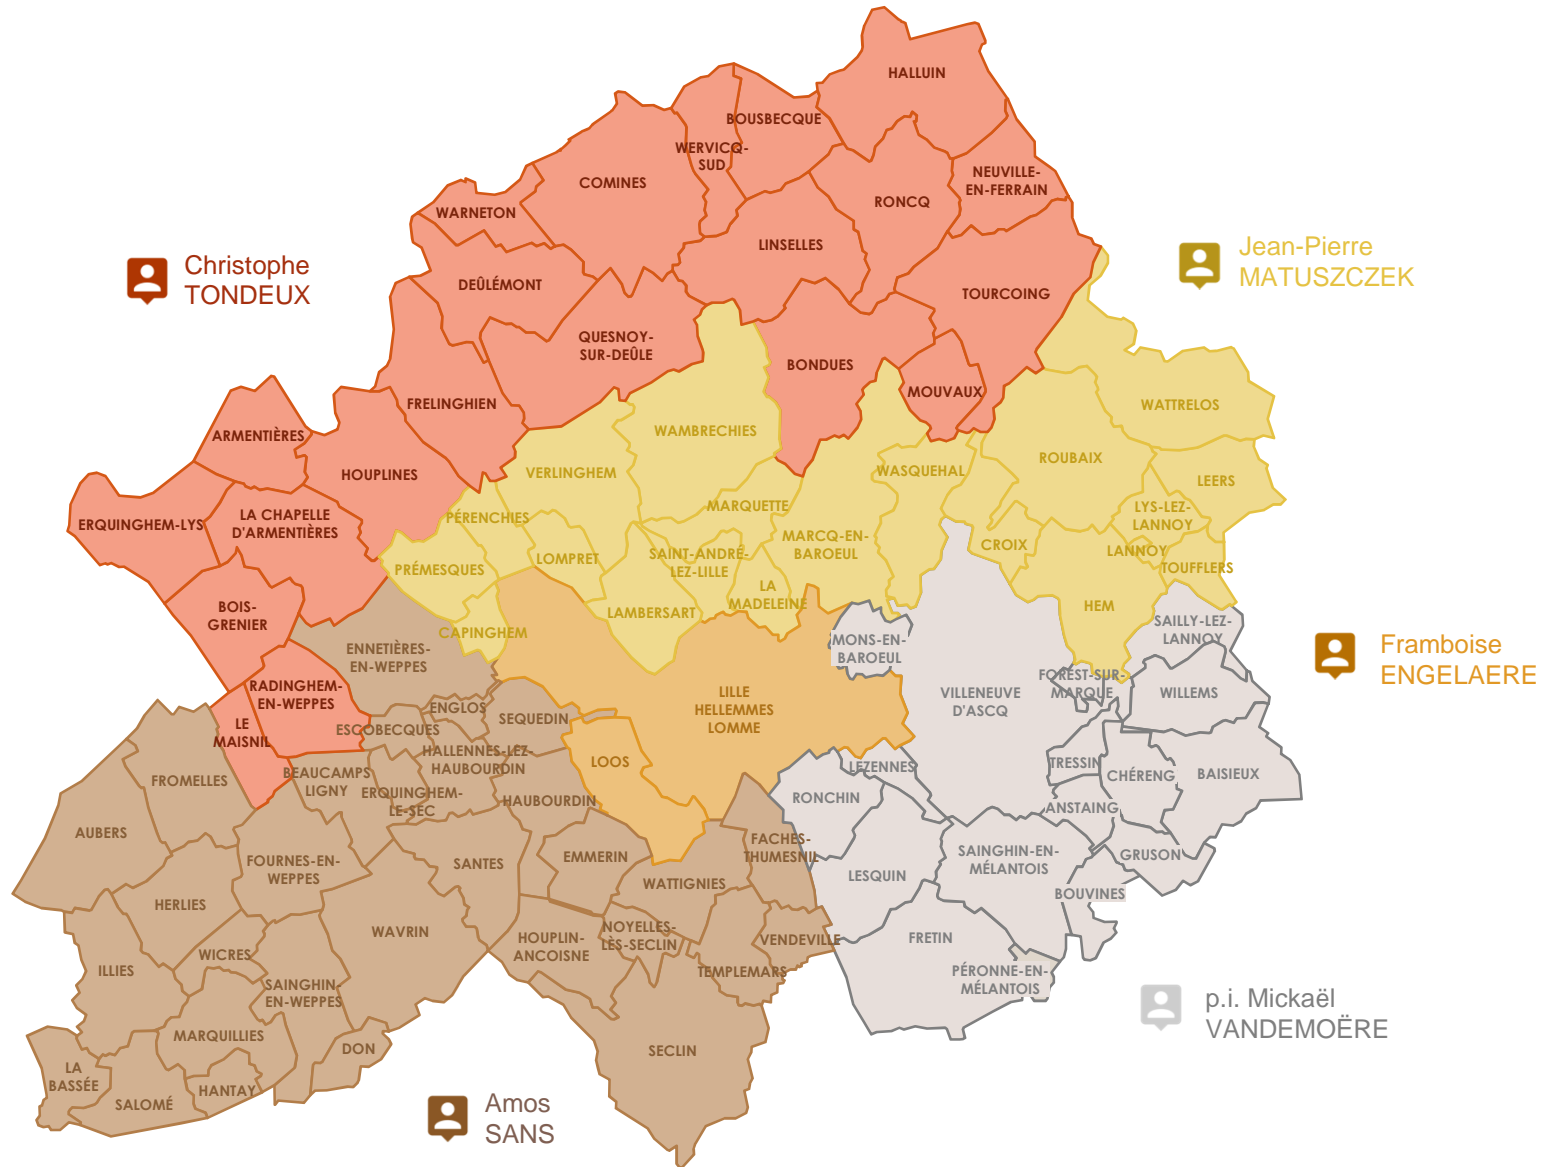 HALLUIN
BOUSBECQUE
WERVICQ-
SUD
COMINES
NEUVILLE-
EN-FERRAIN
RONCQ
WARNETON
LINSELLES
Christophe
TONDEUX
Jean-Pierre
MATUSZCZEK
DEÛLÉMONT
TOURCOING
QUESNOY-
SUR-DEÛLE
BONDUES
MOUVAUX
FRELINGHIEN
WATTRELOS
ARMENTIÈRES
WAMBRECHIES
HOUPLINES
VERLINGHEM
WASQUEHAL
ROUBAIX
LEERS
ERQUINGHEM-LYS
LA CHAPELLE
D'ARMENTIÈRES
PÉRENCHIES
MARQUETTE
LYS-LEZ-
LANNOY
MARCQ-EN-
BAROEUL
CROIX
LANNOY
TOUFFLERS
PRÉMESQUES
LOMPRET
SAINT-ANDRÉ-
LEZ-LILLE
LA
MADELEINE
LAMBERSART
HEM
BOIS-
GRENIER
CAPINGHEM
SAILLY-LEZ-
LANNOY
ENNETIÈRES-
EN-WEPPES
MONS-EN-
BAROEUL
Framboise
ENGELAERE
RADINGHEM-
EN-WEPPES
LILLE
HELLEMMES
LOMME
VILLENEUVE
D'ASCQ
FOREST-SUR-
MARQUE
WILLEMS
LE
MAISNIL
ENGLOS
SEQUEDIN
ESCOBECQUES
HALLENNES-LEZ-
HAUBOURDIN
LOOS
LEZENNES
TRESSIN
CHÉRENG
BAISIEUX
FROMELLES
BEAUCAMPS
LIGNY
ERQUINGHEM-
LE-SEC
HAUBOURDIN
RONCHIN
ANSTAING
AUBERS
FACHES-
THUMESNIL
FOURNES-EN-
WEPPES
SANTES
EMMERIN
SAINGHIN-EN-
MÉLANTOIS
GRUSON
WATTIGNIES
LESQUIN
BOUVINES
HERLIES
WAVRIN
HOUPLIN-
ANCOISNE
NOYELLES-
LÈS-SECLIN
VENDEVILLE
FRETIN
WICRES
ILLIES
TEMPLEMARS
PÉRONNE-EN-
MÉLANTOIS
SAINGHIN-
EN-WEPPES
p.i. Mickaël
VANDEMOËRE
MARQUILLIES
DON
SECLIN
LA
BASSÉE
HANTAY
SALOMÉ
Amos
SANS